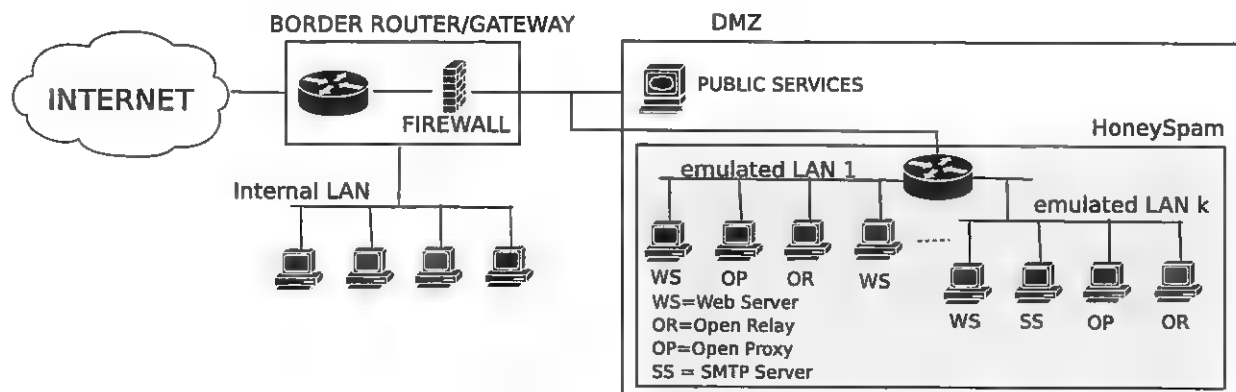 BORDER ROUTER/GATEWAY
DMZ
INTERNET
PUBLIC SERVICES
FIREWALL
HoneySpam
emulated LAN 1
Internal LAN
emulated LAN k
WS
OP
OR
WS
WS=Web Server
OR=Open Relay
OP=Open Proxy
SS = SMTP Server
WS
SS
OP
OR